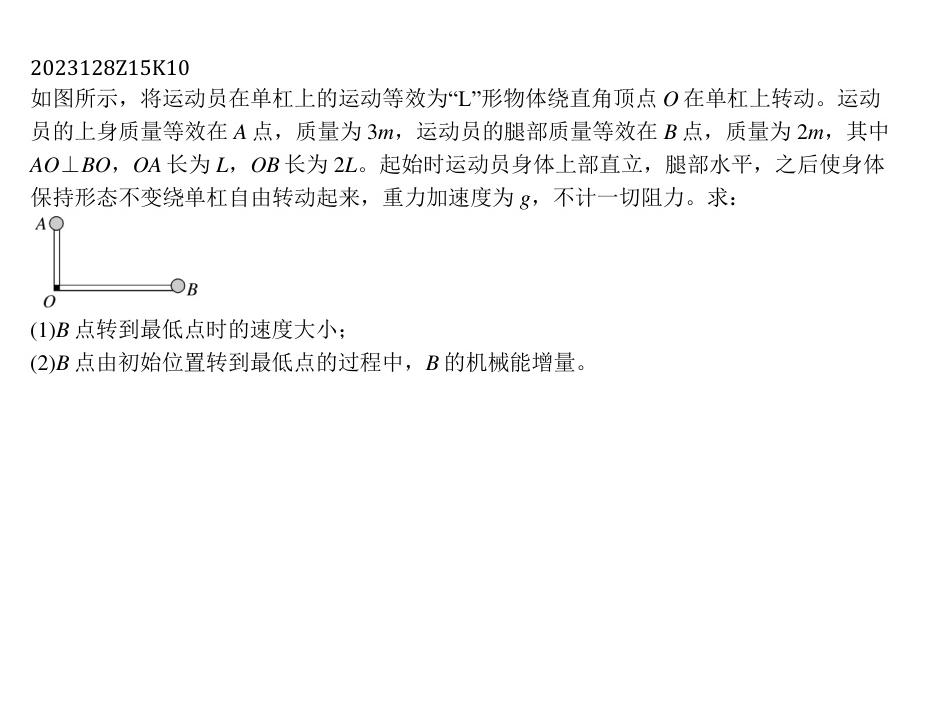 2023128Z15K10
如图所示，将运动员在单杠上的运动等效为“L”形物体绕直角顶点 O 在单杠上转动。运动
员的上身质量等效在 A 点，质量为 3m，运动员的腿部质量等效在 B 点，质量为 2m，其中
AO⊥BO，OA 长为 L，OB 长为 2L。起始时运动员身体上部直立，腿部水平，之后使身体
保持形态不变绕单杠自由转动起来，重力加速度为 g，不计一切阻力。求：
A
B
O
(1)B 点转到最低点时的速度大小；
(2)B 点由初始位置转到最低点的过程中，B 的机械能增量。